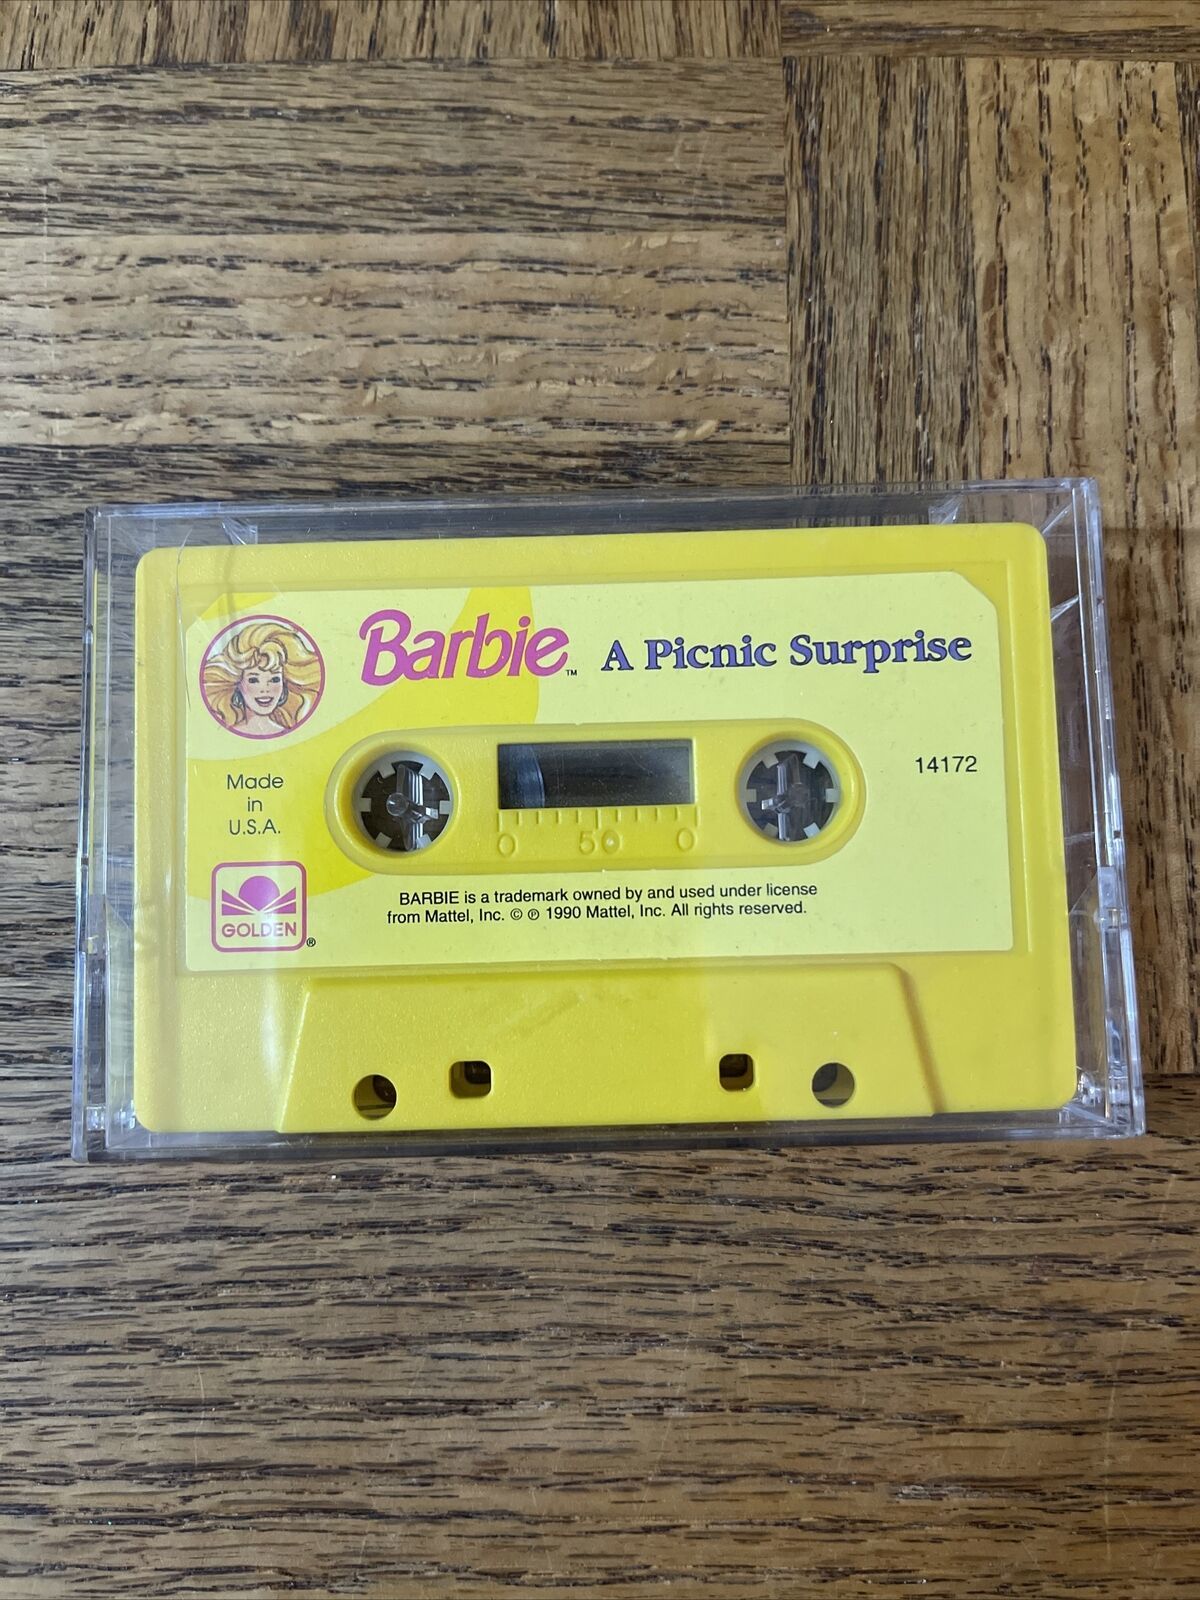 Barbie™ A Picnic Surprise
14172
Made
in
U.S.A.
0 50 0
GOLDEN®
BARBIE is a trademark owned by and used under license
from Mattel, Inc. © ℗ 1990 Mattel, Inc. All rights reserved.